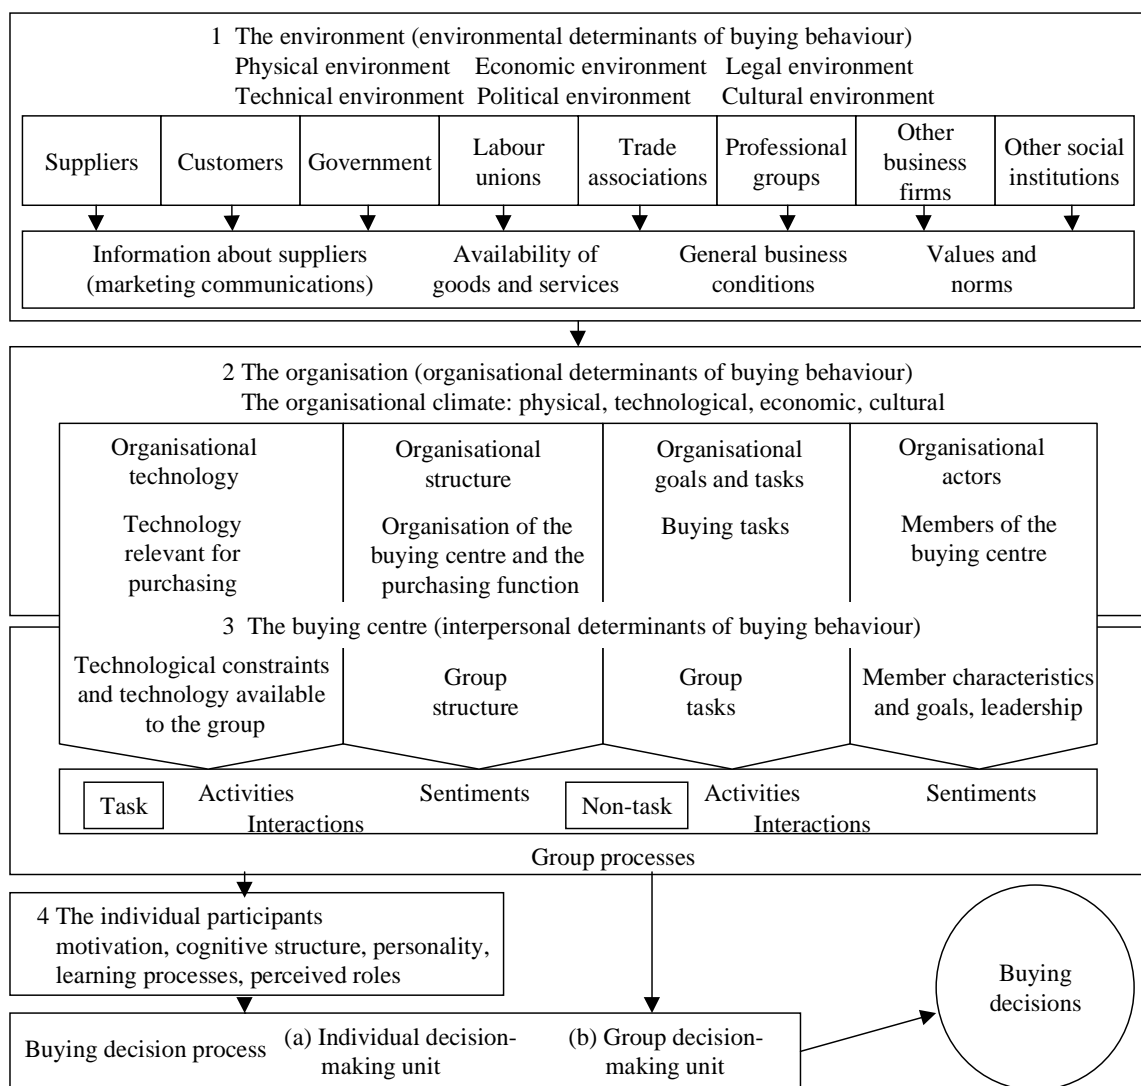 1 The environment (environmental determinants of buying behaviour)
Physical environment Economic environment Legal environment
Technical environment Political environment Cultural environment
Suppliers
Customers
Government
Labour
unions
Trade
associations
Professional
groups
Other
business
firms
Other social
institutions
Information about suppliers
(marketing communications)
Availability of
goods and services
General business
conditions
Values and
norms
2 The organisation (organisational determinants of buying behaviour)
The organisational climate: physical, technological, economic, cultural
Organisational
technology
Organisational
structure
Organisational
goals and tasks
Organisational
actors
Technology
relevant for
purchasing
Organisation of the
buying centre and the
purchasing function
Buying tasks
Members of the
buying centre
3 The buying centre (interpersonal determinants of buying behaviour)
Technological constraints
and technology available
to the group
Group
structure
Group
tasks
Member characteristics
and goals, leadership
Task
Activities
Sentiments
Interactions
Non-task
Activities
Sentiments
Interactions
Group processes
4 The individual participants
motivation, cognitive structure, personality,
learning processes, perceived roles
Buying decision process
(a) Individual decision-
making unit
(b) Group decision-
making unit
Buying
decisions